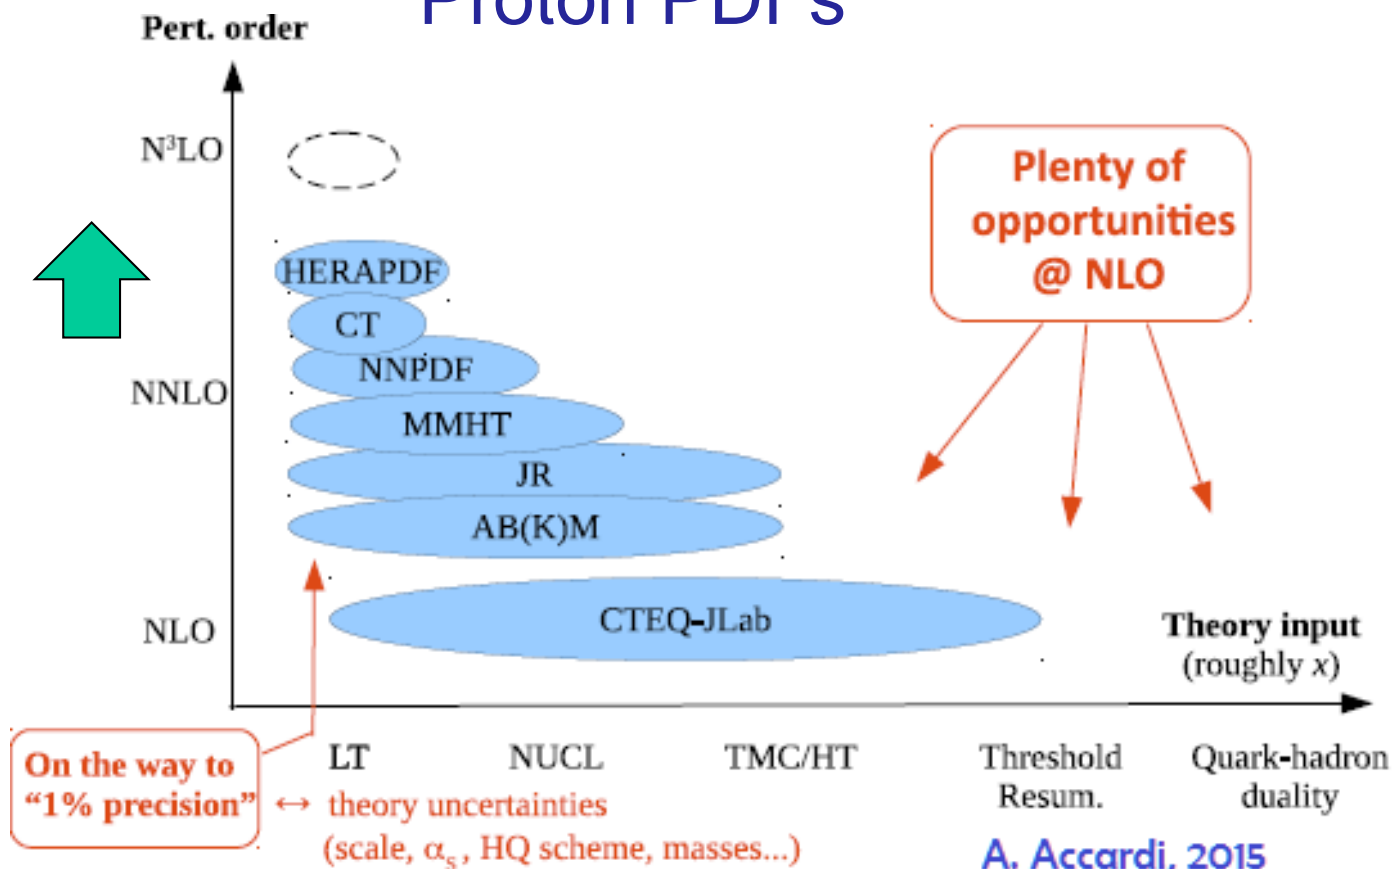 Proton PDFs
Pert. order
N³LO
Plenty of
opportunities
@ NLO
HERAPDF
CT
NNPDF
NNLO
MMHT
JR
AB(K)M
CTEQ-JLab
NLO
Theory input
(roughly x)
On the way to
“1% precision”
LT
NUCL
TMC/HT
Threshold
Resum.
Quark-hadron
duality
↔ theory uncertainties
(scale, αₛ, HQ scheme, masses...)
A. Accardi, 2015